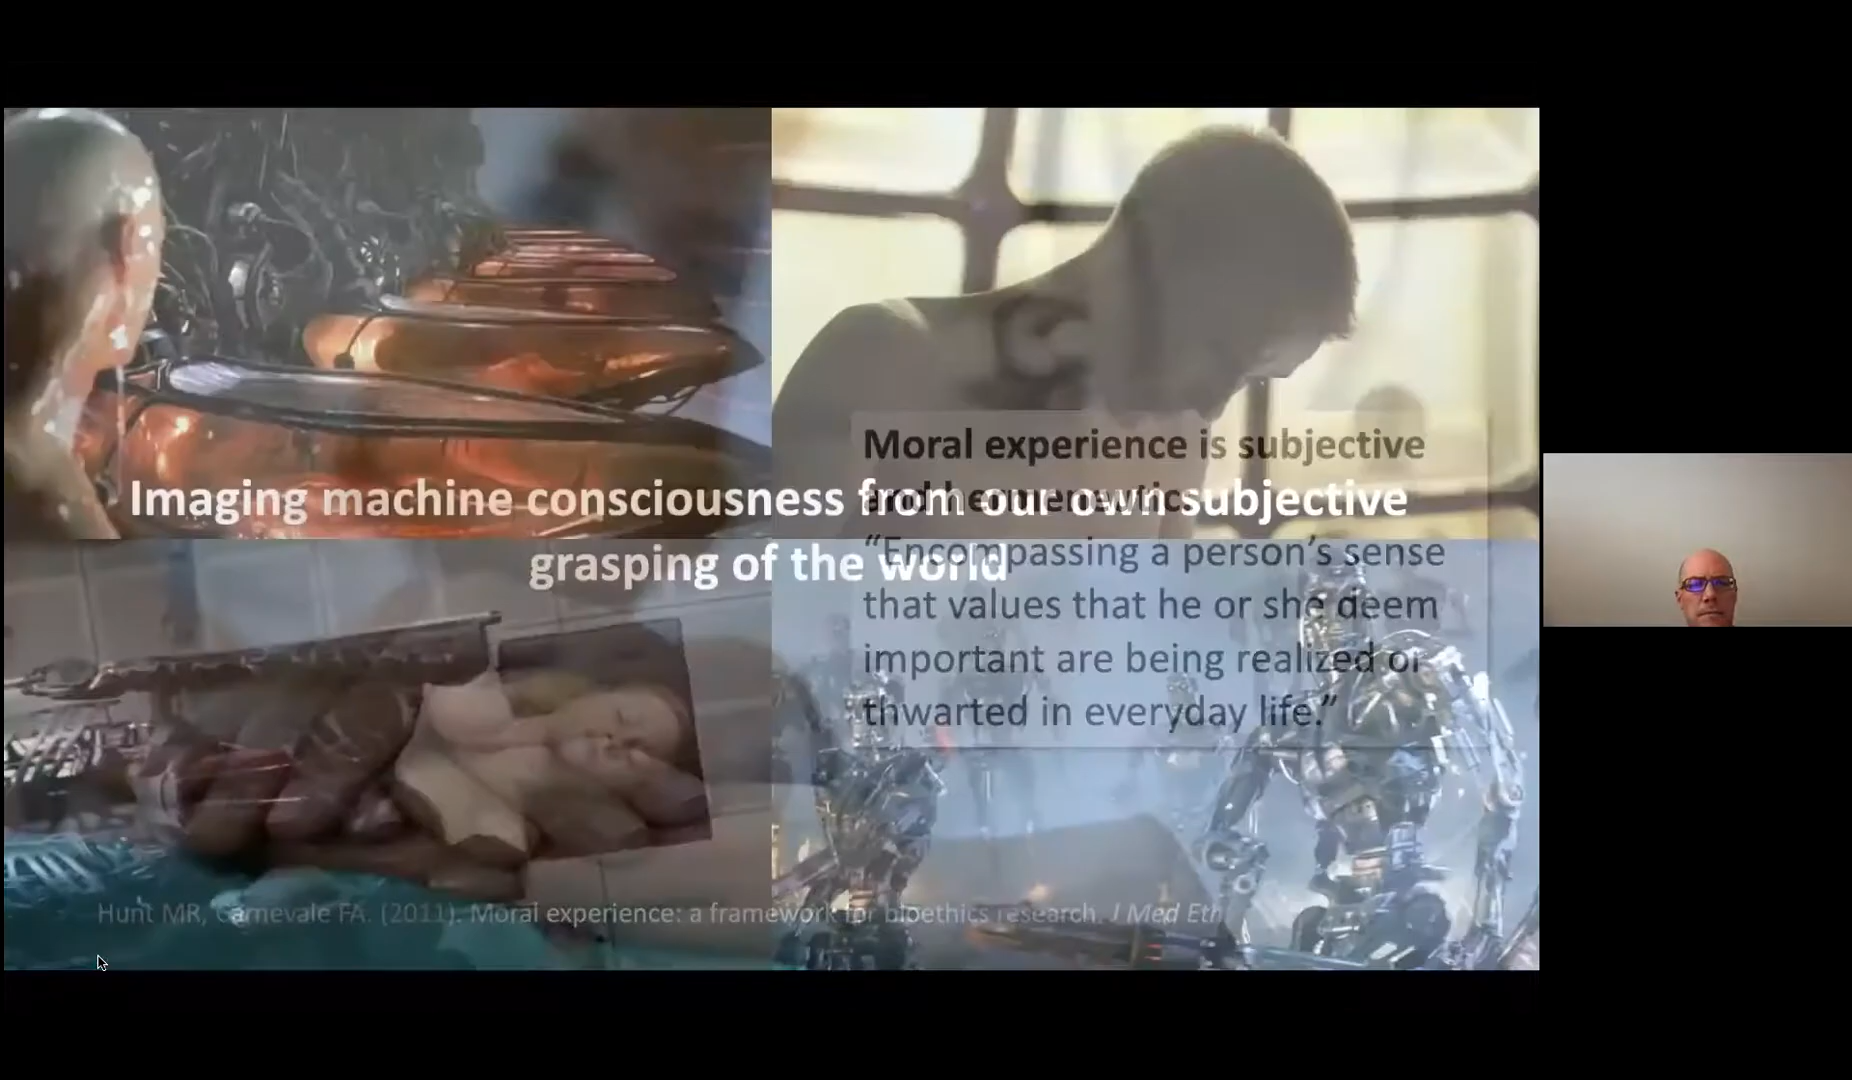 Moral experience is subjective
and hermeneutic.
Imaging machine consciousness from our own subjective
grasping of the world
“Encompassing a person’s sense
that values that he or she deem
important are being realized or
thwarted in everyday life.”
Hunt MR, Carnevale FA. (2011). Moral experience: a framework for bioethics research. J Med Eth